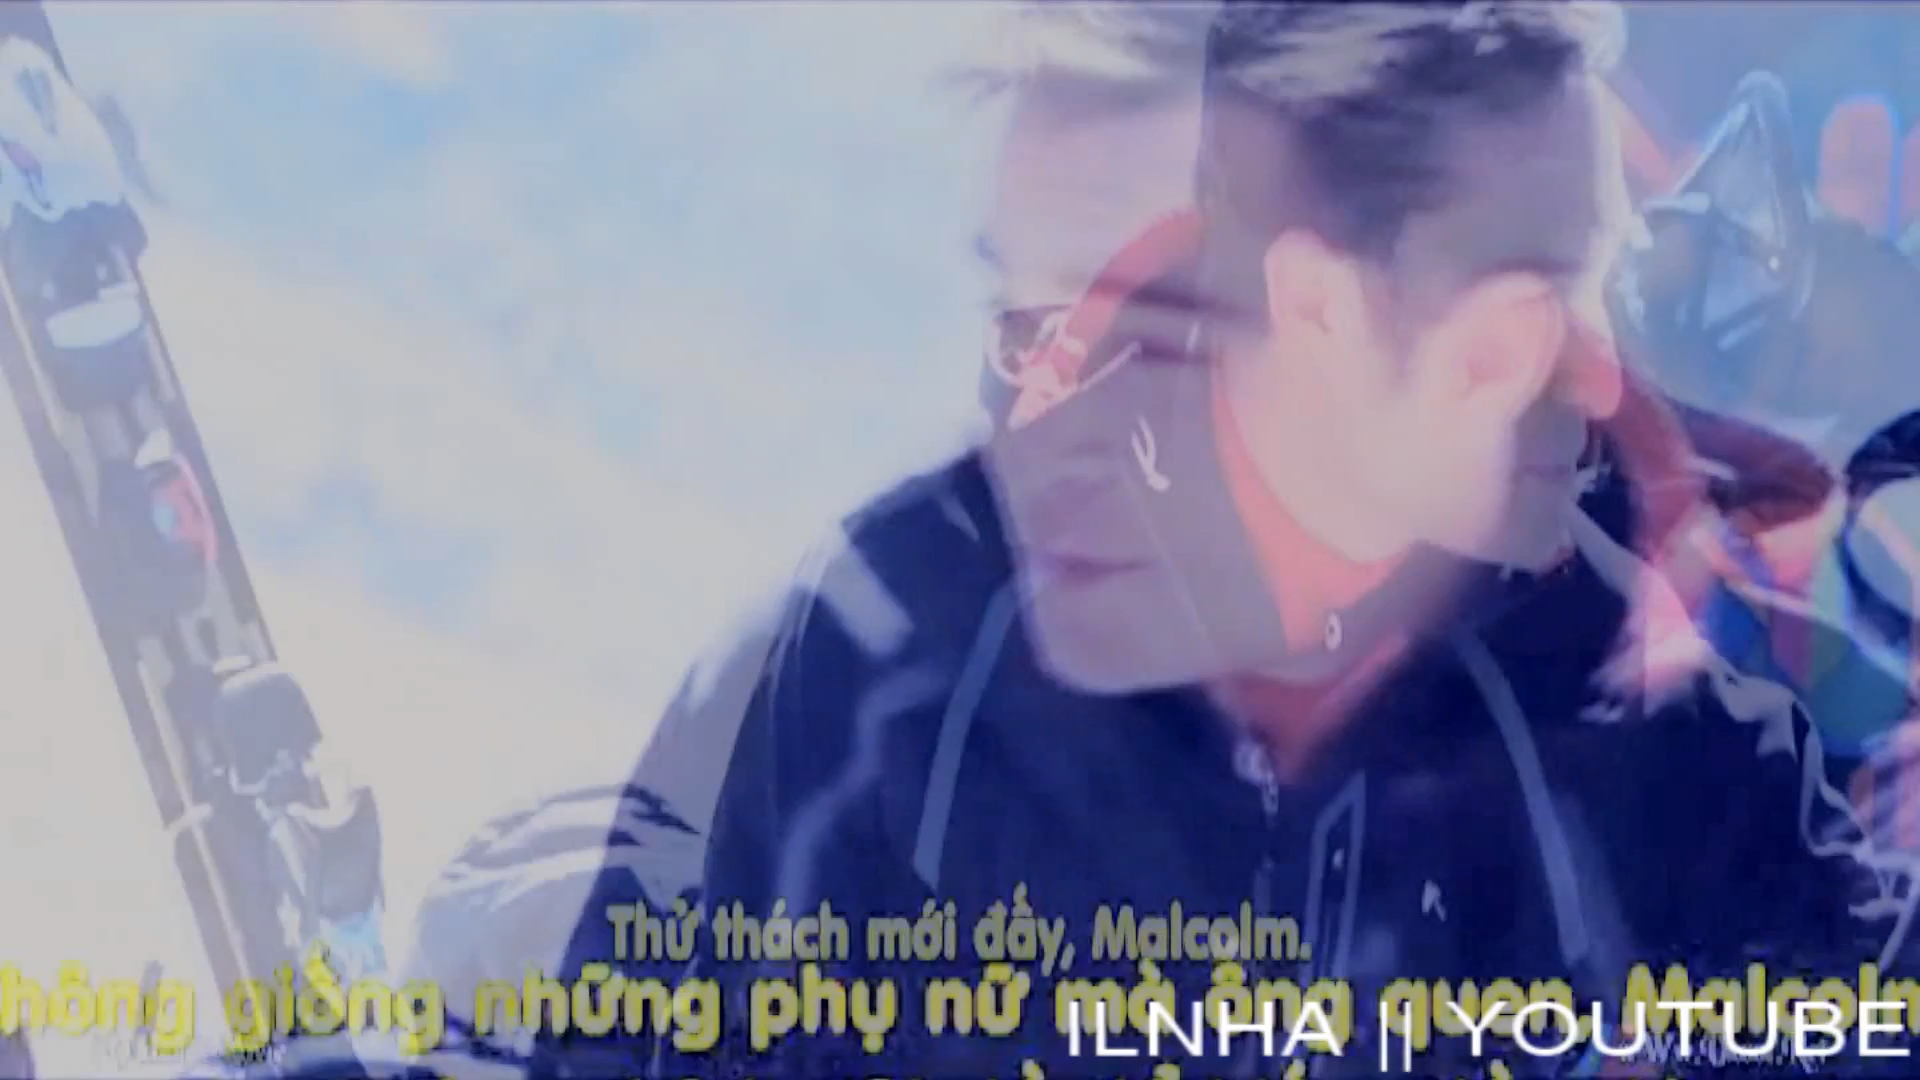 Thử thách mới đấy, Malcolm.
hông giống những phụ nữ mà ông quen, Malcolm
ILNHA || YOUTUBE